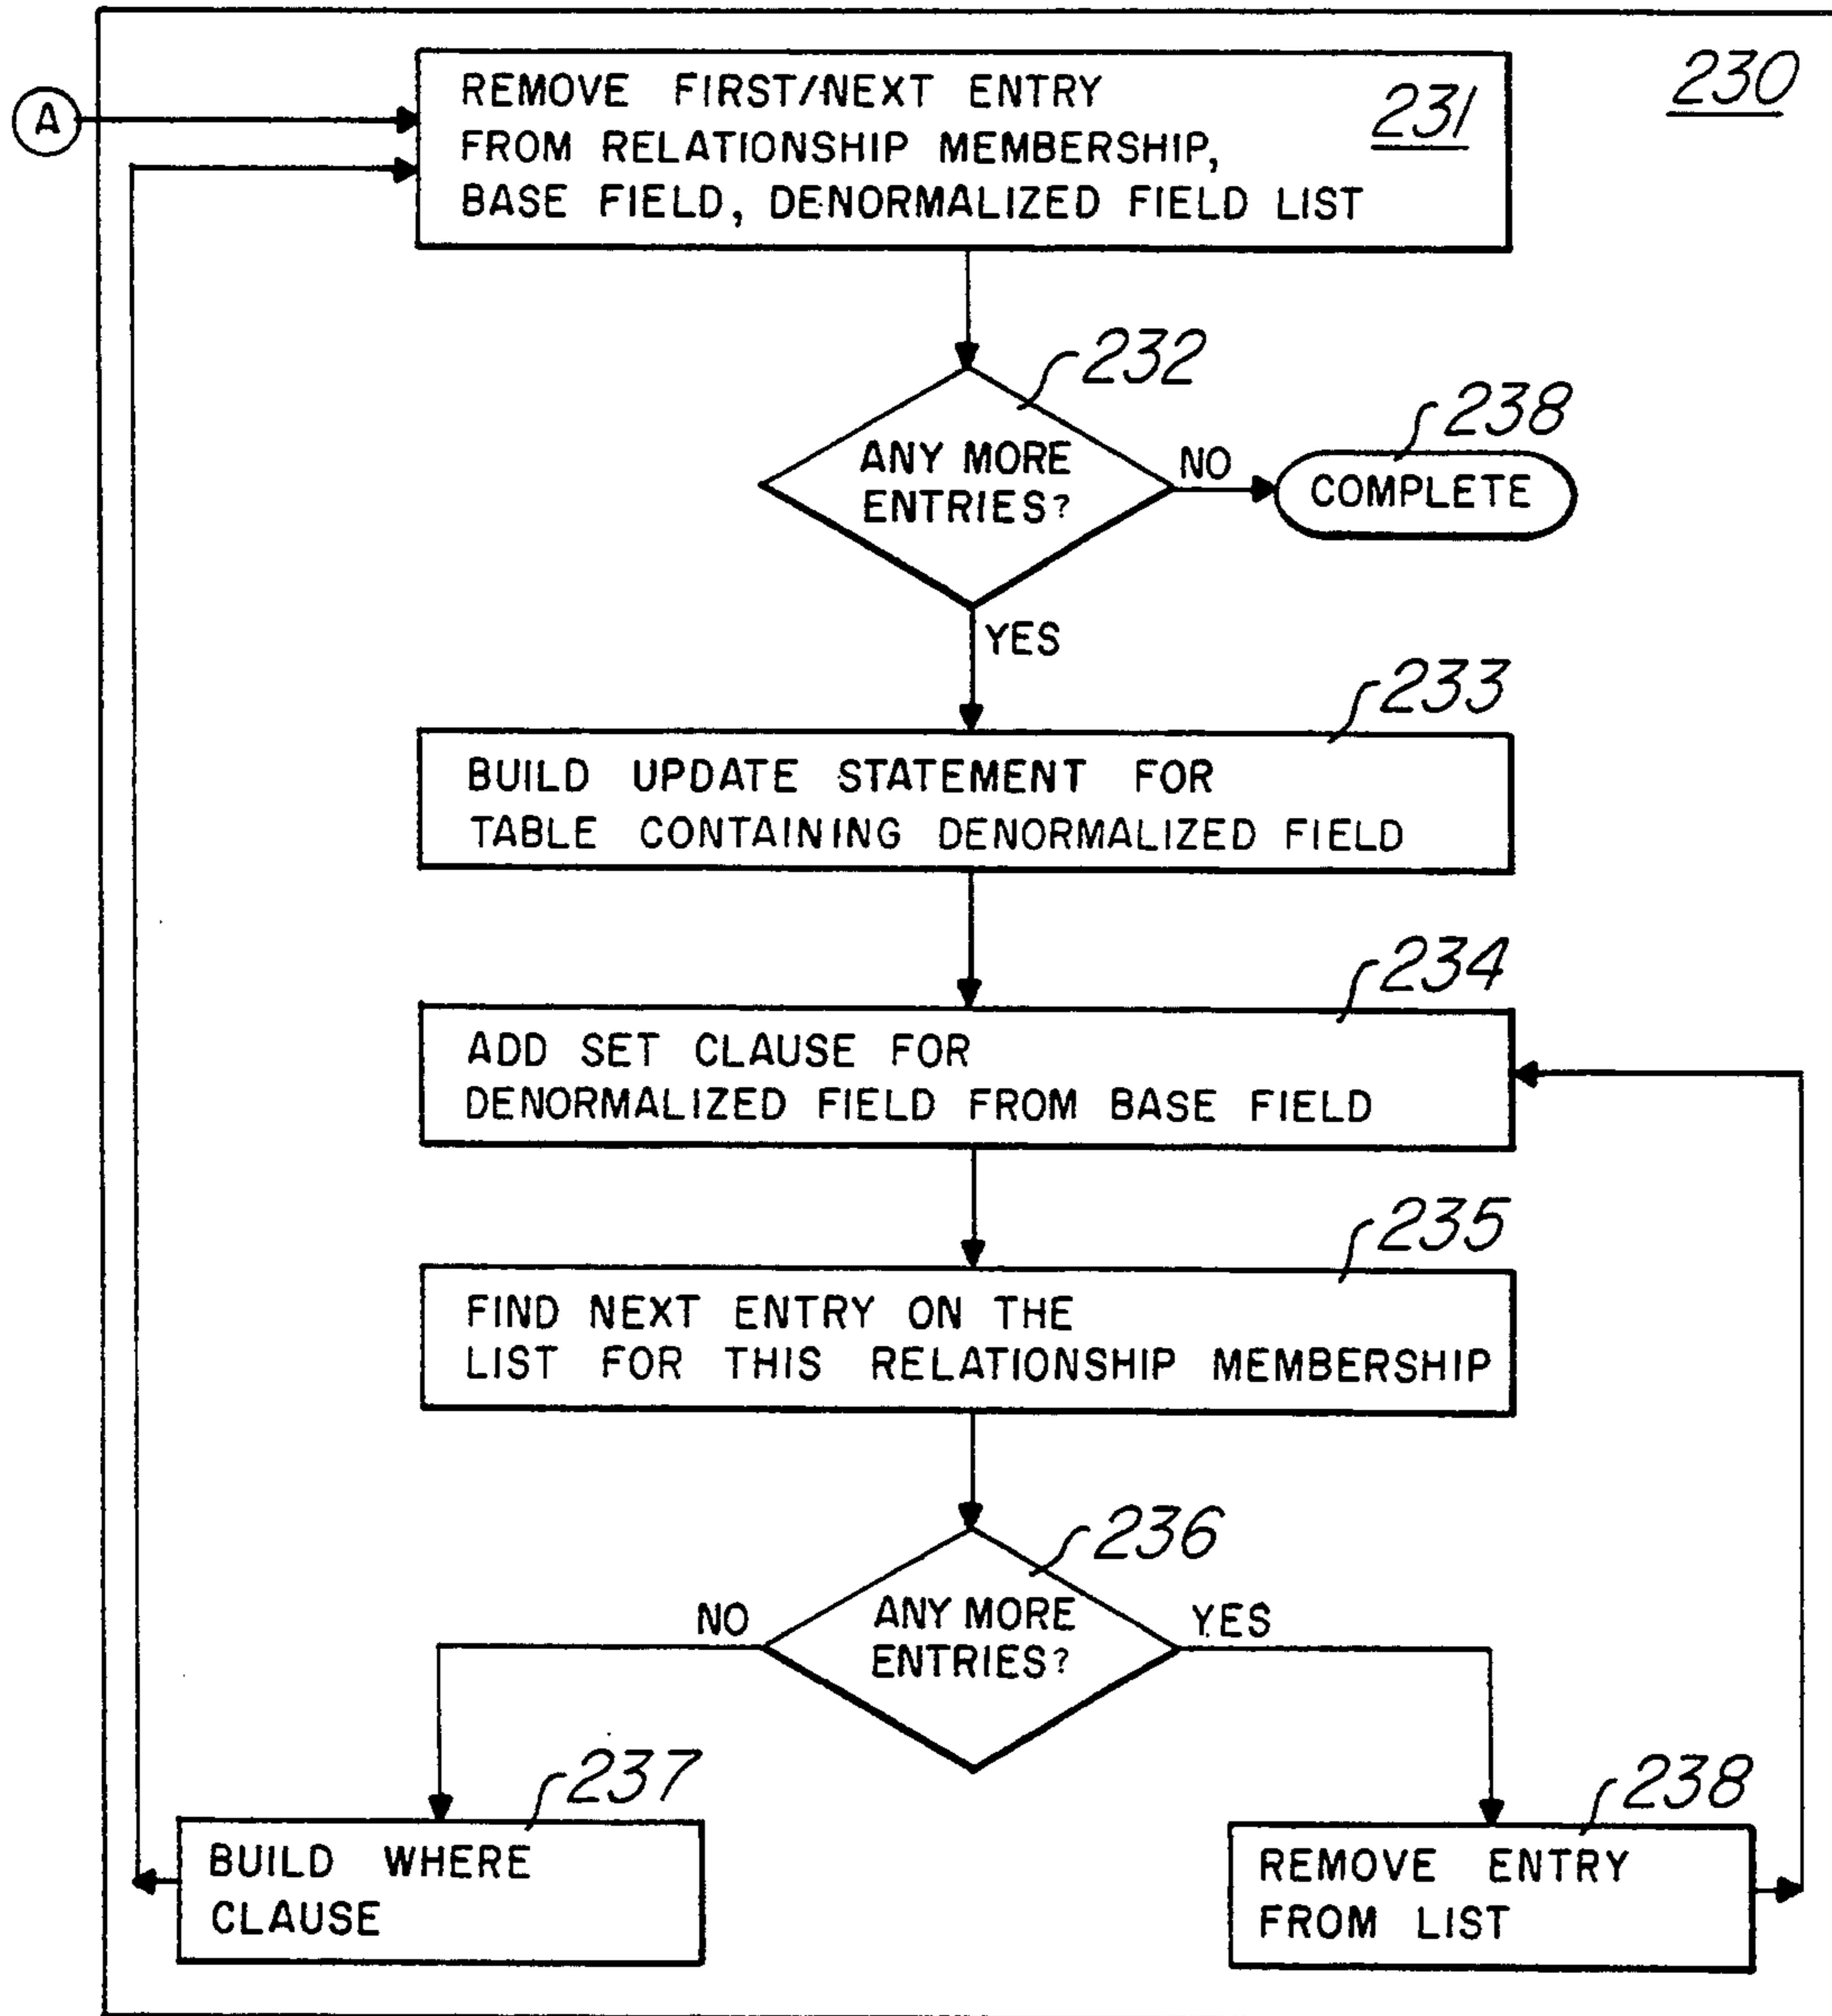 230
A
REMOVE FIRST/NEXT ENTRY
FROM RELATIONSHIP MEMBERSHIP,
BASE FIELD, DENORMALIZED FIELD LIST
231
232
ANY MORE
ENTRIES?
NO
238
COMPLETE
YES
233
BUILD UPDATE STATEMENT FOR
TABLE CONTAINING DENORMALIZED FIELD
234
ADD SET CLAUSE FOR
DENORMALIZED FIELD FROM BASE FIELD
235
FIND NEXT ENTRY ON THE
LIST FOR THIS RELATIONSHIP MEMBERSHIP
236
ANY MORE
ENTRIES?
NO
YES
237
BUILD WHERE
CLAUSE
238
REMOVE ENTRY
FROM LIST